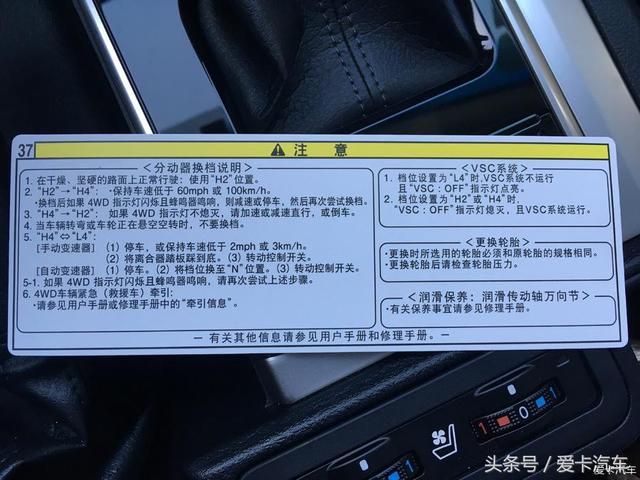 37
注 意
<分动器换档说明>
1. 在干燥、坚硬的路面上正常行驶: 使用“H2”位置。
2. “H2”→“H4”: ·保持车速低于 60mph 或 100km/h。
·换档后如果 4WD 指示灯闪烁且蜂鸣器鸣响, 则减速或停车, 然后再次尝试换档。
3. “H4”→“H2”: 如果 4WD 指示灯不熄灭, 请加速或减速直行, 或倒车。
4. 当车辆转弯或车轮正在悬空空转时, 不要换档。
5. “H4”⇔“L4”:
[手动变速器] (1) 停车, 或保持车速低于 2mph 或 3km/h。
(2) 将离合器踏板踩到底。(3) 转动控制开关。
[自动变速器] (1) 停车。(2) 将档位换至“N”位置。(3) 转动控制开关。
5-1. 如果 4WD 指示灯闪烁且蜂鸣器鸣响, 请再次尝试上述步骤。
6. 4WD车辆紧急 (救援车) 牵引:
·请参见用户手册或修理手册中的“牵引信息”。
<VSC系统>
1. 档位设置为“L4”时,VSC系统不运行
且“VSC : OFF”指示灯点亮。
2. 档位设置为“H2”或“H4”时,
“VSC : OFF”指示灯熄灭, 且VSC系统运行。
<更换轮胎>
·更换时所选用的轮胎必须和原轮胎的规格相同。
·更换轮胎后请检查轮胎压力。
<润滑保养: 润滑传动轴万向节>
·有关保养事宜请参见修理手册。
— 有关其他信息请参见用户手册和修理手册。—
1 0 1
头条号 / 爱卡汽车
爱卡汽车